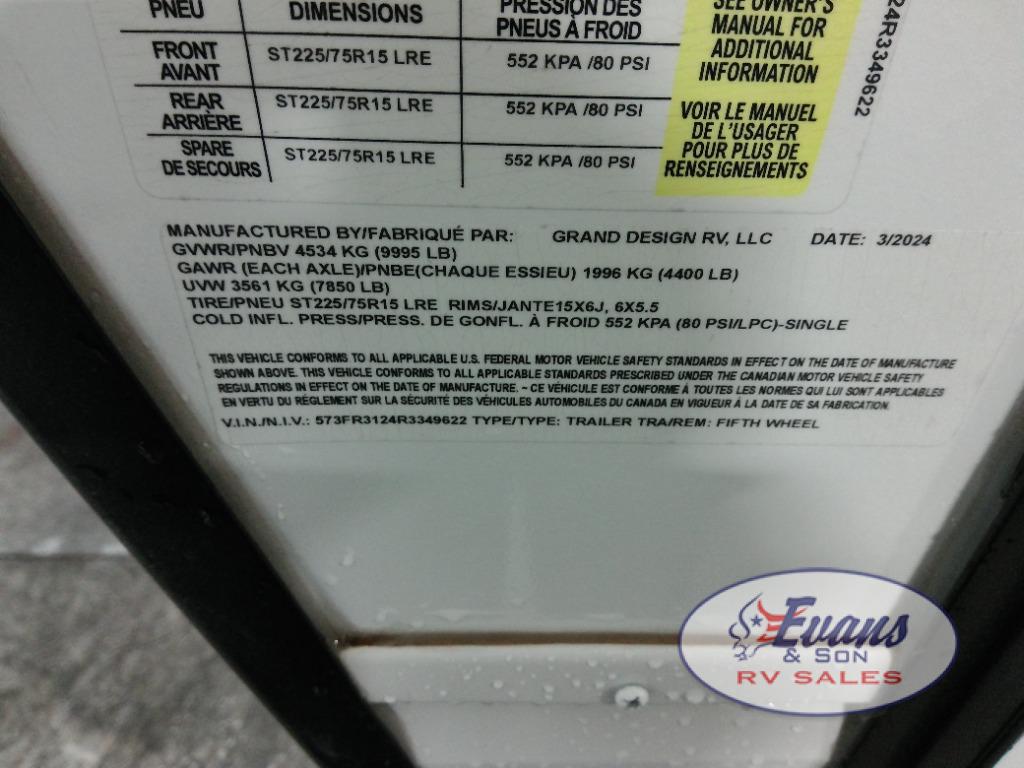 PNEU DIMENSIONS PRESSION DES PNEUS À FROID
FRONT AVANT ST225/75R15 LRE 552 KPA /80 PSI
REAR ARRIÈRE ST225/75R15 LRE 552 KPA /80 PSI
SPARE DE SECOURS ST225/75R15 LRE 552 KPA /80 PSI
SEE OWNER'S
MANUAL FOR
ADDITIONAL
INFORMATION
VOIR LE MANUEL
DE L'USAGER
POUR PLUS DE
RENSEIGNEMENTS
24R3349622
MANUFACTURED BY/FABRIQUÉ PAR: GRAND DESIGN RV, LLC DATE: 3/2024
GVWR/PNBV 4534 KG (9995 LB)
GAWR (EACH AXLE)/PNBE(CHAQUE ESSIEU) 1996 KG (4400 LB)
UVW 3561 KG (7850 LB)
TIRE/PNEU ST225/75R15 LRE RIMS/JANTE15X6J, 6X5.5
COLD INFL. PRESS/PRESS. DE GONFL. À FROID 552 KPA (80 PSI/LPC)-SINGLE
THIS VEHICLE CONFORMS TO ALL APPLICABLE U.S. FEDERAL MOTOR VEHICLE SAFETY STANDARDS IN EFFECT ON THE DATE OF MANUFACTURE
SHOWN ABOVE. THIS VEHICLE CONFORMS TO ALL APPLICABLE STANDARDS PRESCRIBED UNDER THE CANADIAN MOTOR VEHICLE SAFETY
REGULATIONS IN EFFECT ON THE DATE OF MANUFACTURE. ~ CE VÉHICULE EST CONFORME À TOUTES LES NORMES QUI LUI SONT APPLICABLES
EN VERTU DU RÈGLEMENT SUR LA SÉCURITÉ DES VÉHICULES AUTOMOBILES DU CANADA EN VIGUEUR À LA DATE DE SA FABRICATION.
V.I.N./N.I.V.: 573FR3124R3349622 TYPE/TYPE: TRAILER TRA/REM: FIFTH WHEEL
Evans
& SON
RV SALES